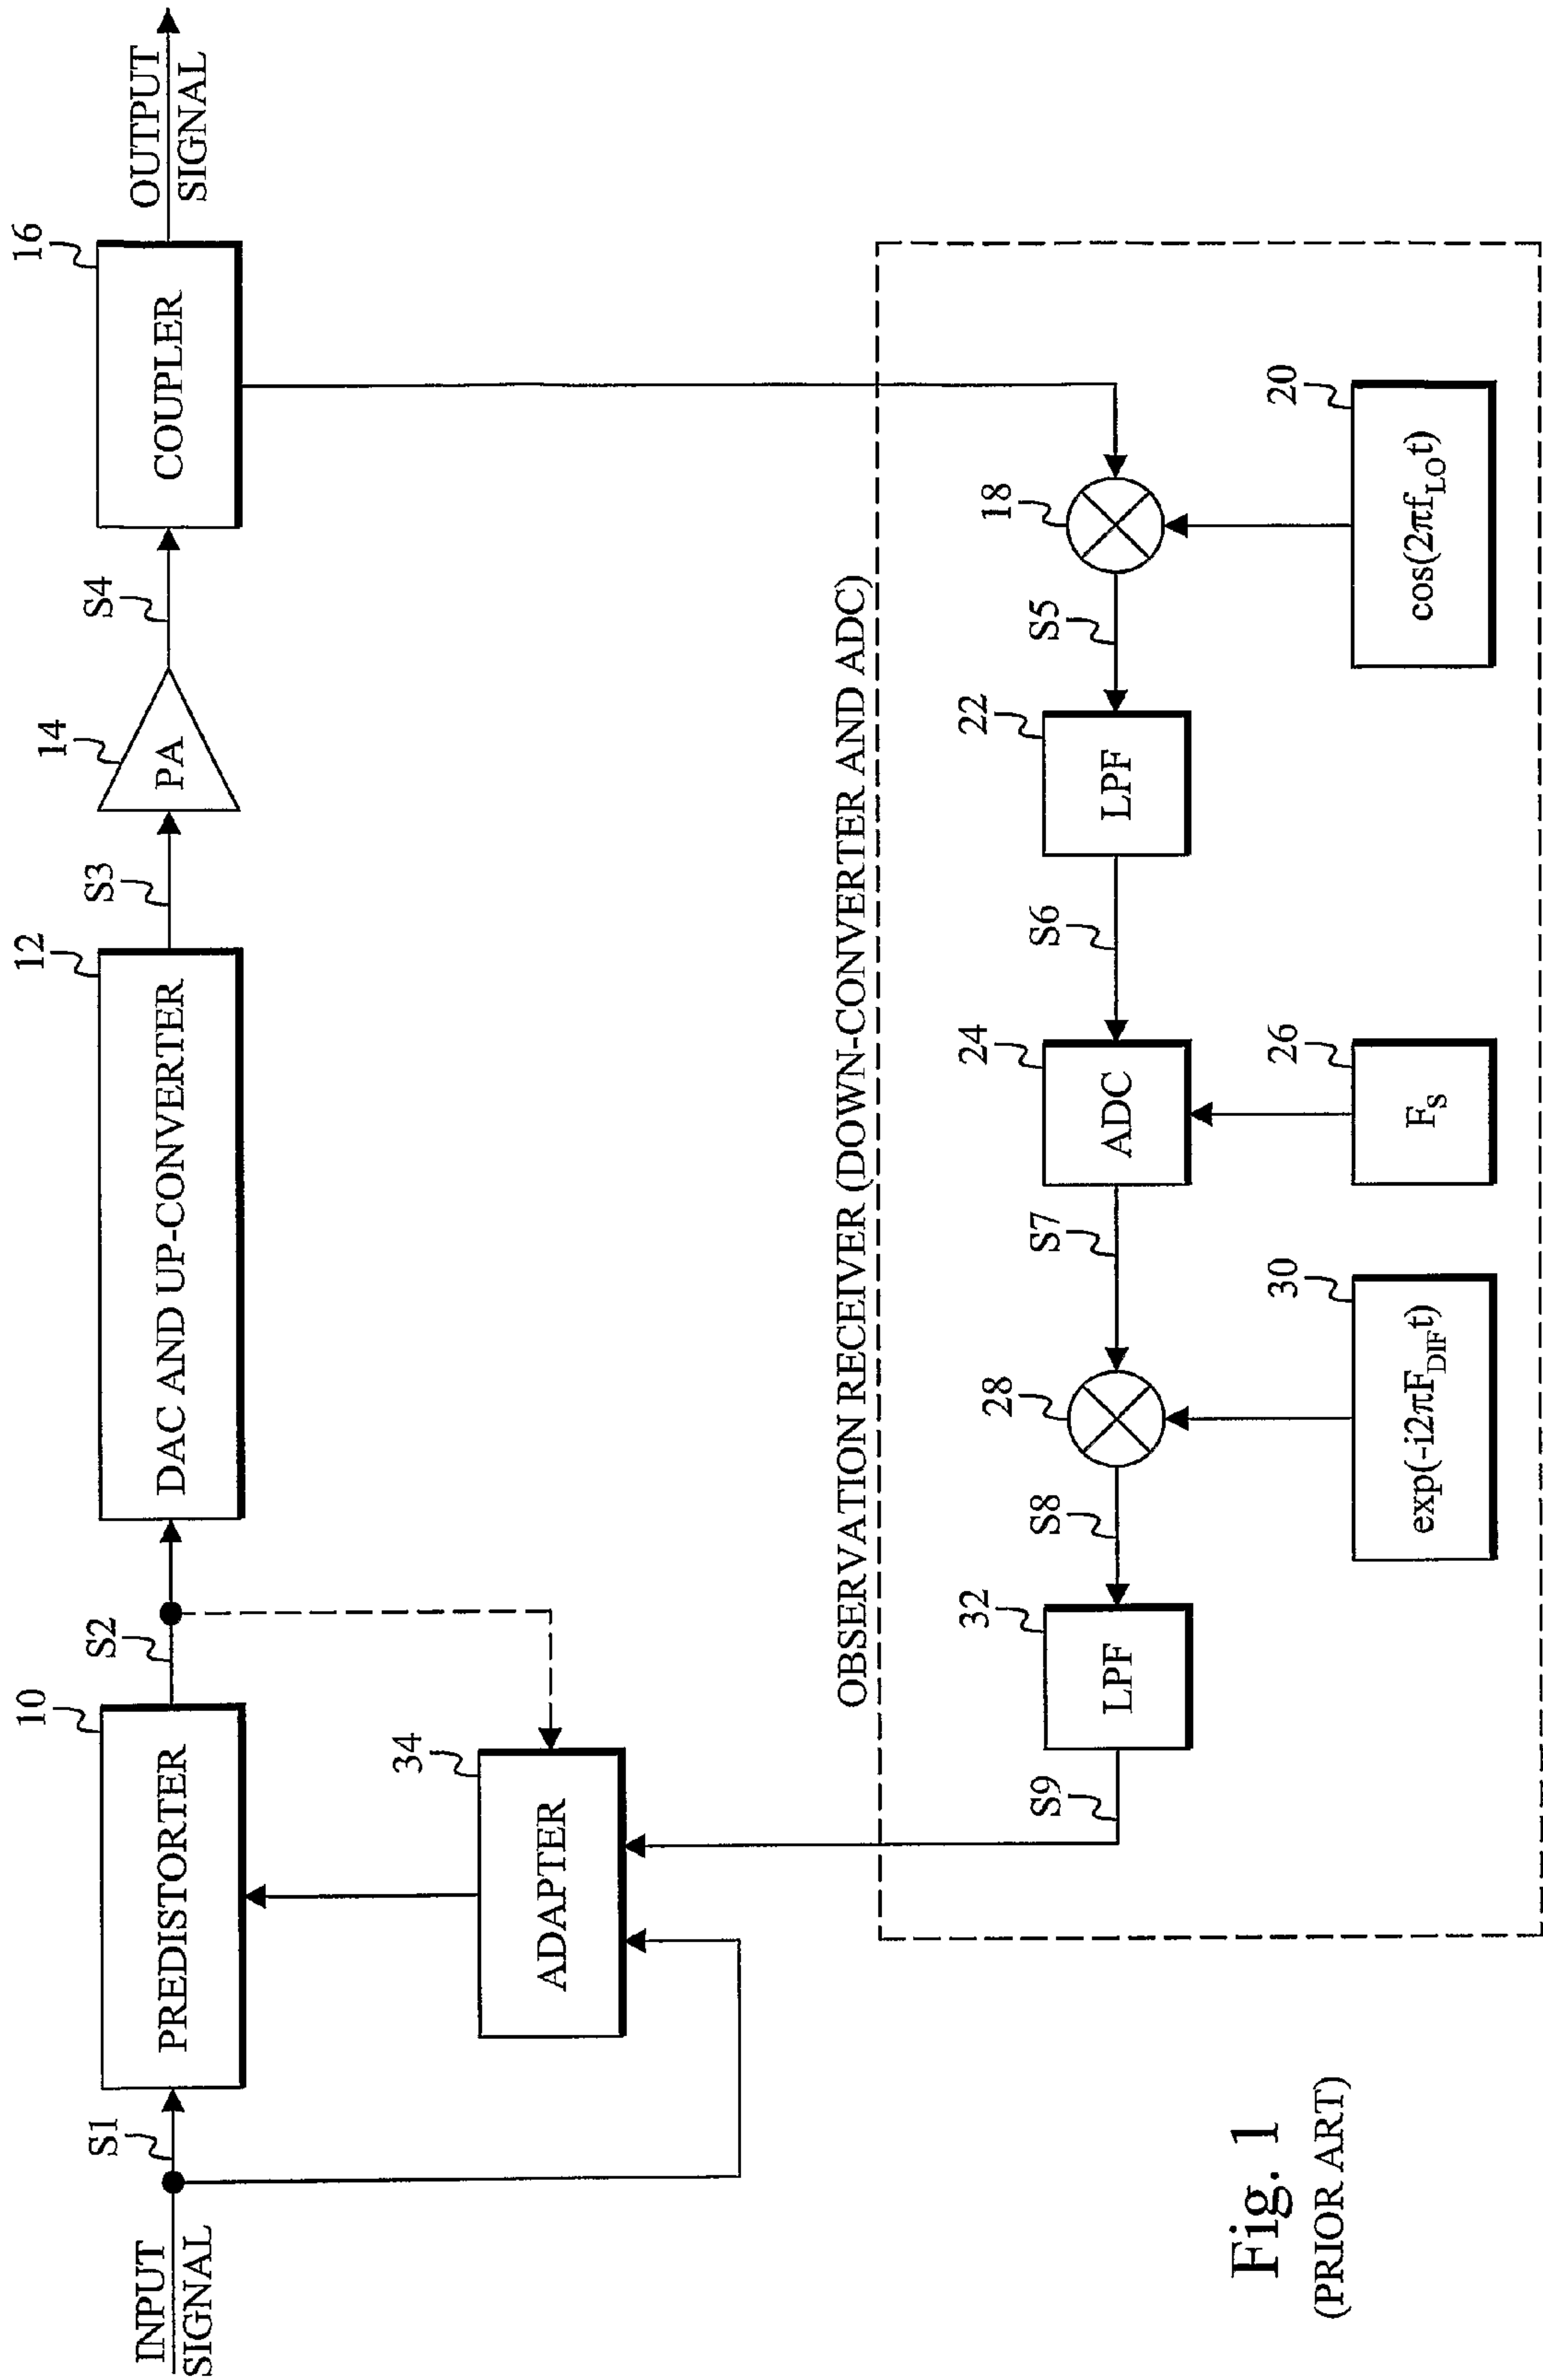 INPUT
SIGNAL
S1
10
PREDISTORTER
S2
12
DAC AND UP-CONVERTER
S3
14
PA
S4
16
COUPLER
OUTPUT
SIGNAL
34
ADAPTER
OBSERVATION RECEIVER (DOWN-CONVERTER AND ADC)
S9
32
LPF
S8
28
S7
24
ADC
S6
22
LPF
S5
18
30
exp(-i2πF_DIF t)
26
F_S
20
cos(2πf_LO t)
Fig. 1
(PRIOR ART)